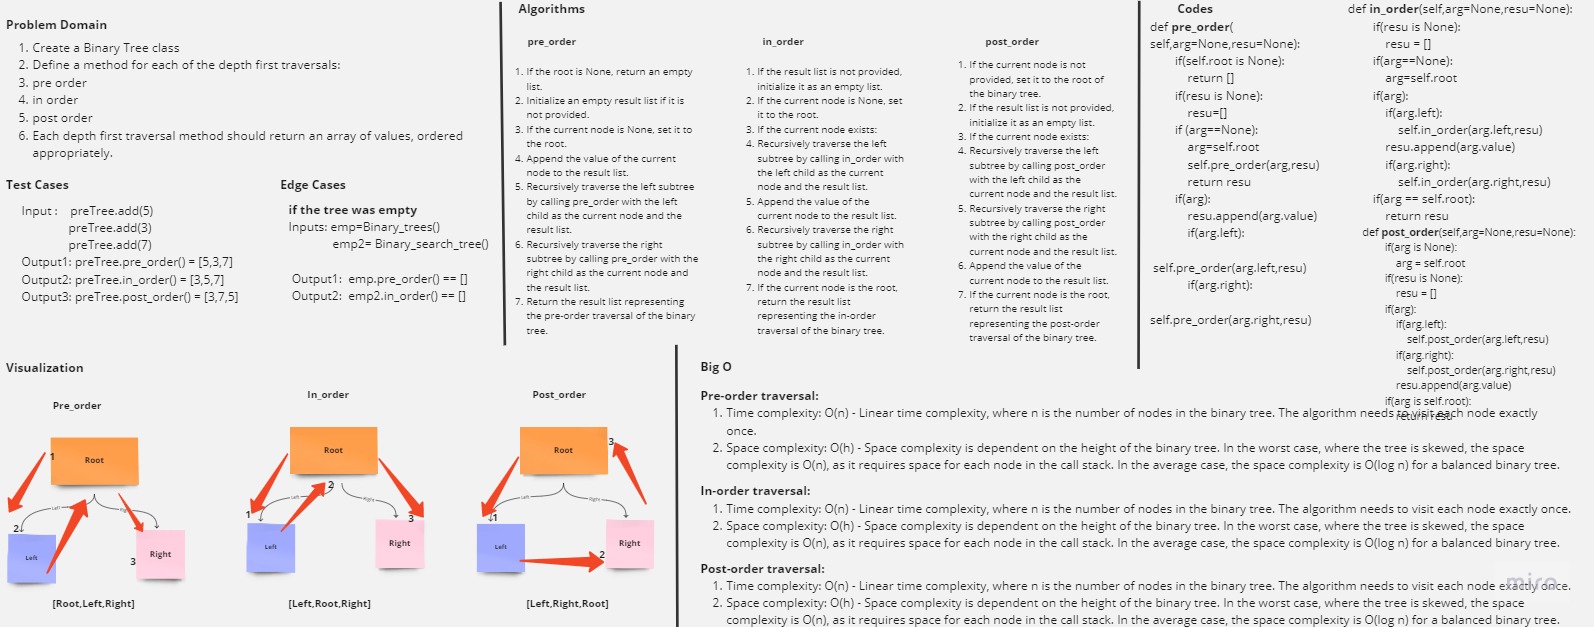 Problem Domain
1. Create a Binary Tree class
2. Define a method for each of the depth first traversals:
3. pre order
4. in order
5. post order
6. Each depth first traversal method should return an array of values, ordered
appropriately.
Test Cases
Input :    preTree.add(5)
preTree.add(3)
preTree.add(7)
Output1: preTree.pre_order() = [5,3,7]
Output2: preTree.in_order() = [3,5,7]
Output3: preTree.post_order() = [3,7,5]
Edge Cases
if the tree was empty
Inputs: emp=Binary_trees()
emp2= Binary_search_tree()
Output1:  emp.pre_order() == []
Output2:  emp2.in_order() == []
Algorithms
pre_order
1. If the root is None, return an empty
list.
2. Initialize an empty result list if it is
not provided.
3. If the current node is None, set it to
the root.
4. Append the value of the current
node to the result list.
5. Recursively traverse the left subtree
by calling pre_order with the left
child as the current node and the
result list.
6. Recursively traverse the right
subtree by calling pre_order with the
right child as the current node and
the result list.
7. Return the result list representing
the pre-order traversal of the binary
tree.
in_order
1. If the result list is not provided,
initialize it as an empty list.
2. If the current node is None, set
it to the root.
3. If the current node exists:
4. Recursively traverse the left
subtree by calling in_order with
the left child as the current
node and the result list.
5. Append the value of the
current node to the result list.
6. Recursively traverse the right
subtree by calling in_order with
the right child as the current
node and the result list.
7. If the current node is the root,
return the result list
representing the in-order
traversal of the binary tree.
post_order
1. If the current node is not
provided, set it to the root of
the binary tree.
2. If the result list is not provided,
initialize it as an empty list.
3. If the current node exists:
4. Recursively traverse the left
subtree by calling post_order
with the left child as the
current node and the result list.
5. Recursively traverse the right
subtree by calling post_order
with the right child as the
current node and the result list.
6. Append the value of the
current node to the result list.
7. If the current node is the root,
return the result list
representing the post-order
traversal of the binary tree.
Codes
def pre_order(
self,arg=None,resu=None):
if(self.root is None):
return []
if(resu is None):
resu=[]
if (arg==None):
arg=self.root
self.pre_order(arg,resu)
return resu
if(arg):
resu.append(arg.value)
if(arg.left):
self.pre_order(arg.left,resu)
if(arg.right):
self.pre_order(arg.right,resu)
def in_order(self,arg=None,resu=None):
if(resu is None):
resu = []
if(arg==None):
arg=self.root
if(arg):
if(arg.left):
self.in_order(arg.left,resu)
resu.append(arg.value)
if(arg.right):
self.in_order(arg.right,resu)
if(arg == self.root):
return resu
def post_order(self,arg=None,resu=None):
if(arg is None):
arg = self.root
if(resu is None):
resu = []
if(arg):
if(arg.left):
self.post_order(arg.left,resu)
if(arg.right):
self.post_order(arg.right,resu)
resu.append(arg.value)
if(arg is self.root):
return resu
Visualization
Pre_order
1
Root
Left
Right
2
Left
3
Right
[Root,Left,Right]
In_order
Root
2
Left
Right
1
Left
3
Right
[Left,Root,Right]
Post_order
Root
3
Left
Right
1
Left
2
Right
[Left,Right,Root]
Big O
Pre-order traversal:
1. Time complexity: O(n) - Linear time complexity, where n is the number of nodes in the binary tree. The algorithm needs to visit each node exactly
once.
2. Space complexity: O(h) - Space complexity is dependent on the height of the binary tree. In the worst case, where the tree is skewed, the space
complexity is O(n), as it requires space for each node in the call stack. In the average case, the space complexity is O(log n) for a balanced binary tree.
In-order traversal:
1. Time complexity: O(n) - Linear time complexity, where n is the number of nodes in the binary tree. The algorithm needs to visit each node exactly once.
2. Space complexity: O(h) - Space complexity is dependent on the height of the binary tree. In the worst case, where the tree is skewed, the space
complexity is O(n), as it requires space for each node in the call stack. In the average case, the space complexity is O(log n) for a balanced binary tree.
Post-order traversal:
1. Time complexity: O(n) - Linear time complexity, where n is the number of nodes in the binary tree. The algorithm needs to visit each node exactly once.
2. Space complexity: O(h) - Space complexity is dependent on the height of the binary tree. In the worst case, where the tree is skewed, the space
complexity is O(n), as it requires space for each node in the call stack. In the average case, the space complexity is O(log n) for a balanced binary tree.
miro